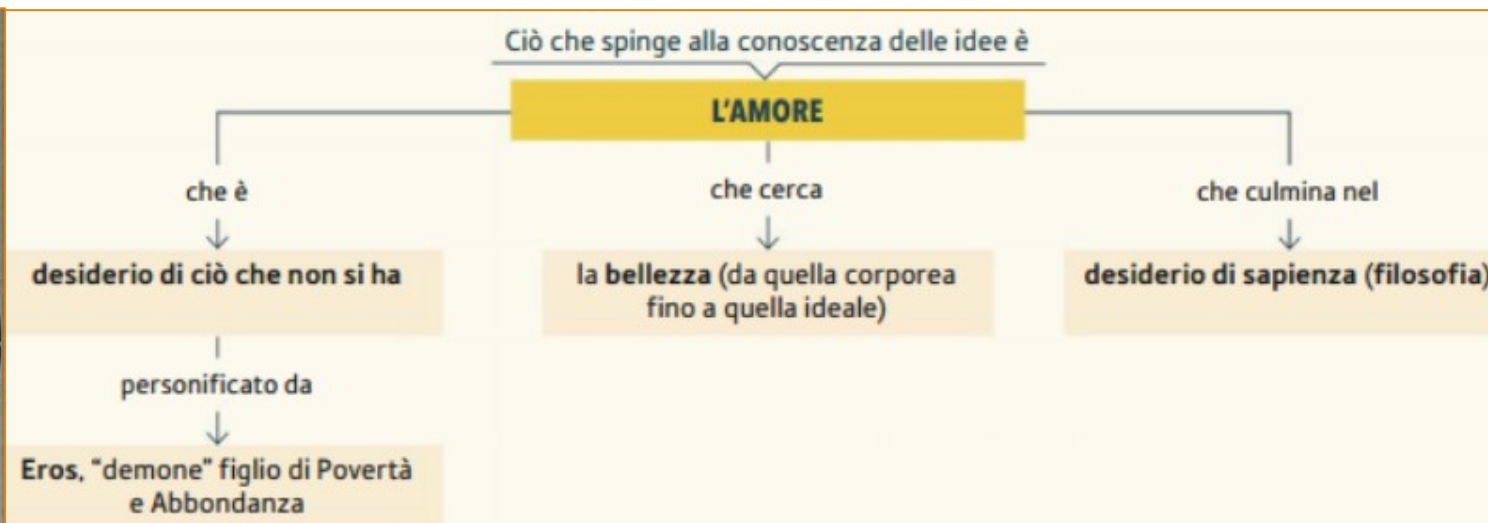 Ciò che spinge alla conoscenza delle idee è
L'AMORE
che è
che cerca
che culmina nel
desiderio di ciò che non si ha
la bellezza (da quella corporea
fino a quella ideale)
desiderio di sapienza (filosofia)
personificato da
Eros, "demone" figlio di Povertà
e Abbondanza